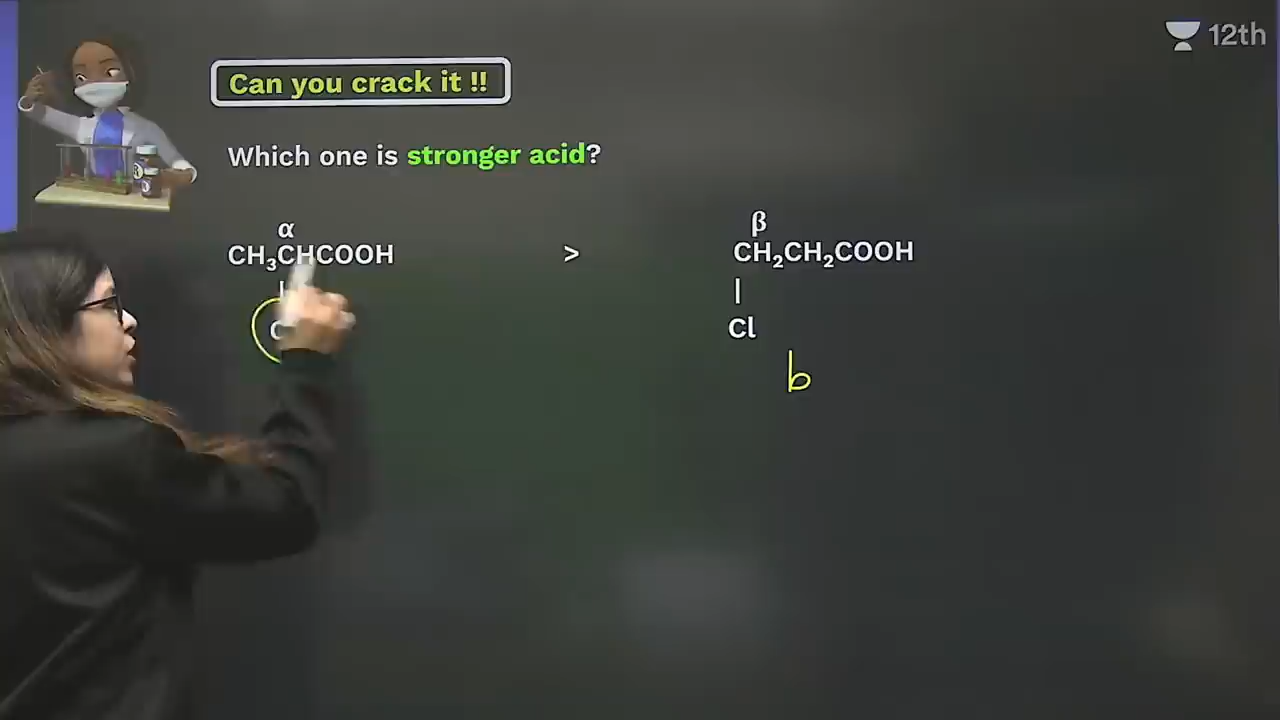 12th
Can you crack it !!
Which one is stronger acid?
α
CH₃CHCOOH
>
β
CH₂CH₂COOH
|
Cl
b